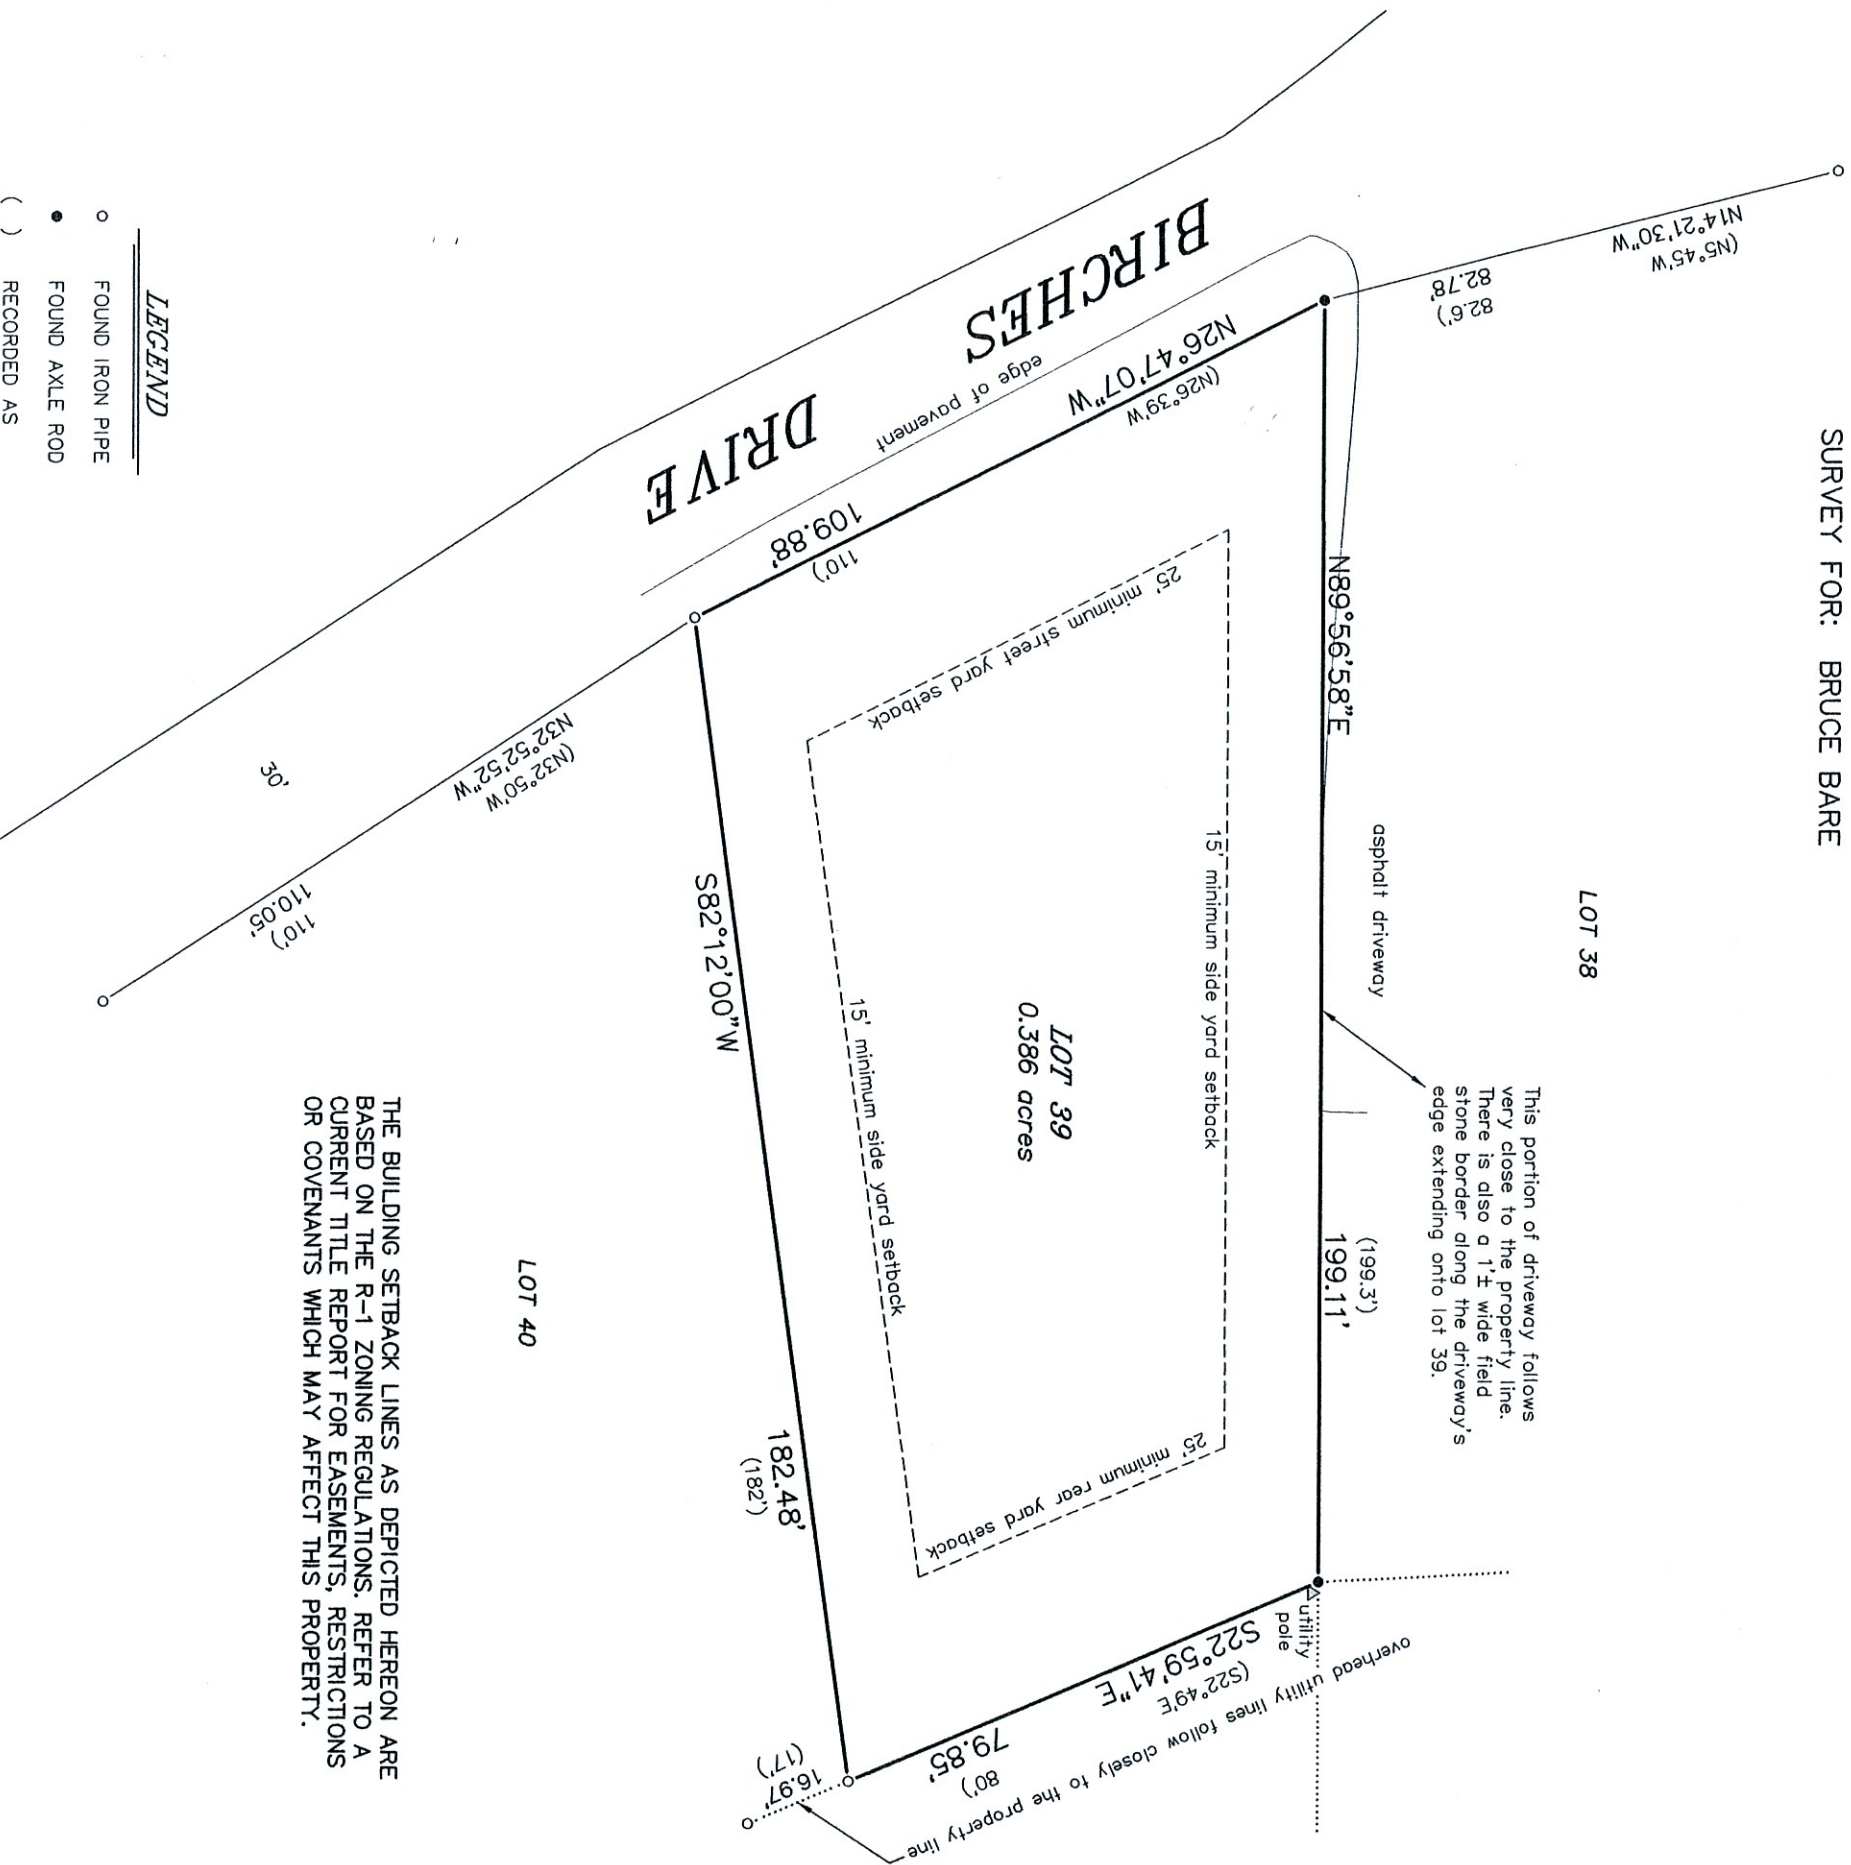 SURVEY FOR: BRUCE BARE
LOT 38
N14°21'30"W
(N5°45'W
82.78'
82.6')
This portion of driveway follows
very close to the property line.
There is also a 1'± wide field
stone border along the driveway's
edge extending onto lot 39.
asphalt driveway
N89°56'58"E
(199.3')
199.11'
BIRCHES
DRIVE
edge of pavement
N26°47'07"W
(N26°39'W
109.88'
110')
25' minimum street yard setback
15' minimum side yard setback
LOT 39
0.386 acres
15' minimum side yard setback
25' minimum rear yard setback
utility
pole
S22°59'41"E
(S22°49'E
79.85'
80')
overhead utility lines follow closely to the property line
16.97'
(17')
S82°12'00"W
182.48'
(182')
N32°52'52"W
(N32°50'W
110.05'
110')
30'
LOT 40
THE BUILDING SETBACK LINES AS DEPICTED HEREON ARE
BASED ON THE R-1 ZONING REGULATIONS. REFER TO A
CURRENT TITLE REPORT FOR EASEMENTS, RESTRICTIONS
OR COVENANTS WHICH MAY AFFECT THIS PROPERTY.
LEGEND
FOUND IRON PIPE
FOUND AXLE ROD
( ) RECORDED AS